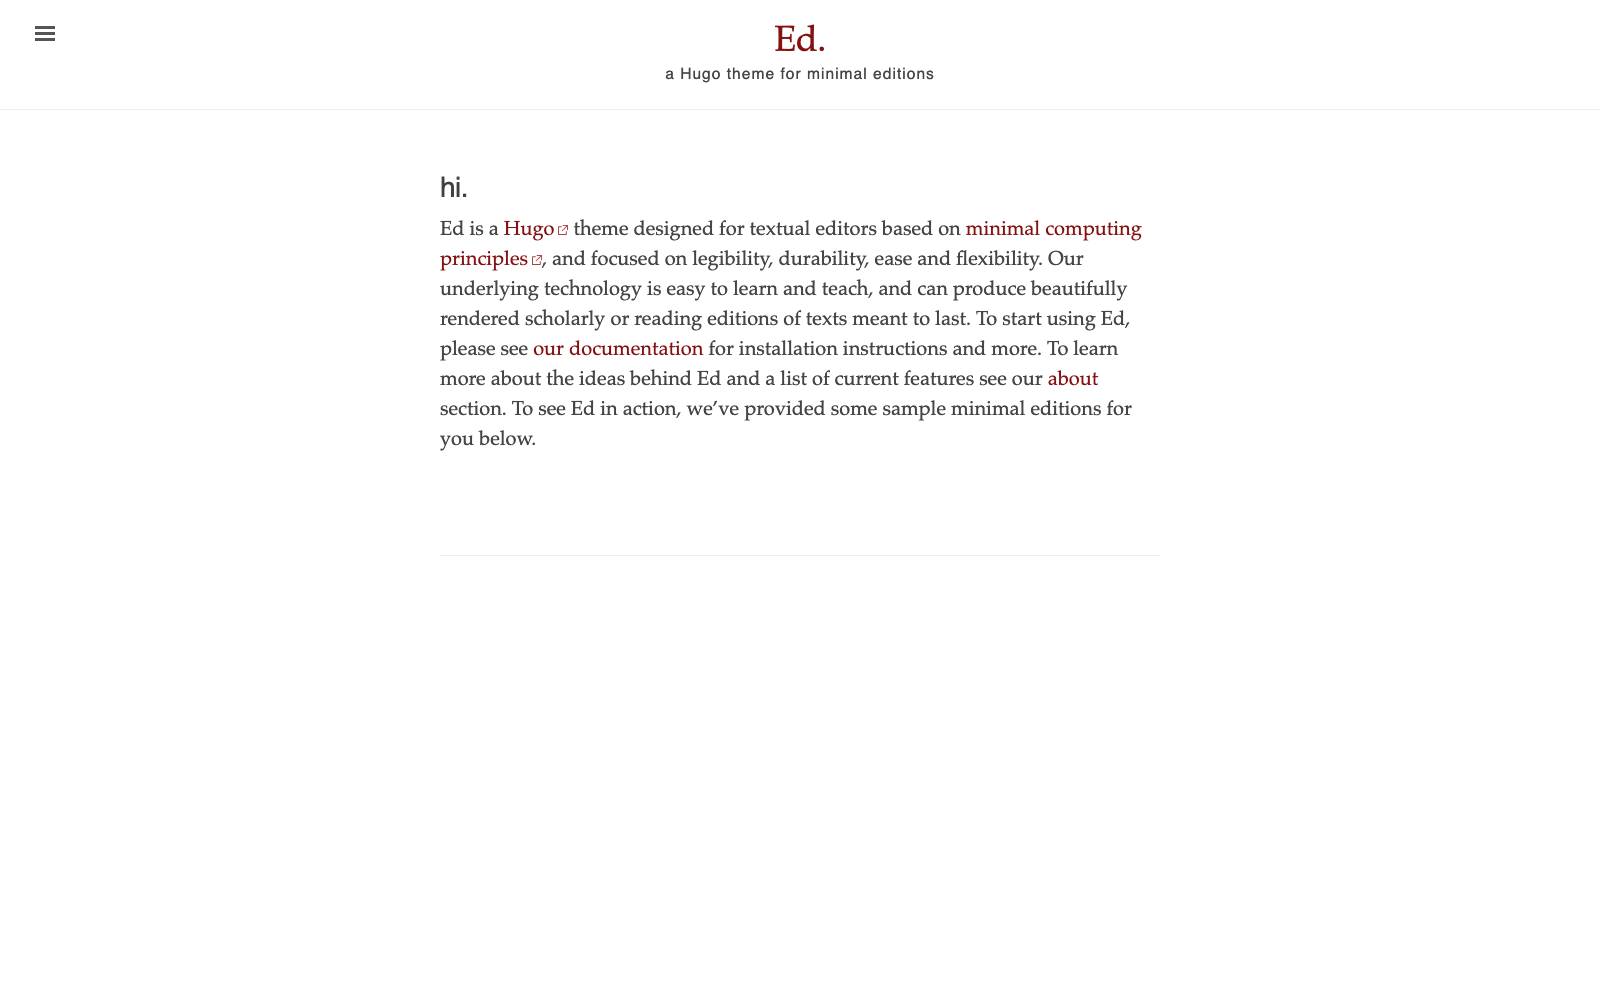 Ed.
a Hugo theme for minimal editions
hi.
Ed is a Hugo theme designed for textual editors based on minimal computing
principles, and focused on legibility, durability, ease and flexibility. Our
underlying technology is easy to learn and teach, and can produce beautifully
rendered scholarly or reading editions of texts meant to last. To start using Ed,
please see our documentation for installation instructions and more. To learn
more about the ideas behind Ed and a list of current features see our about
section. To see Ed in action, we’ve provided some sample minimal editions for
you below.